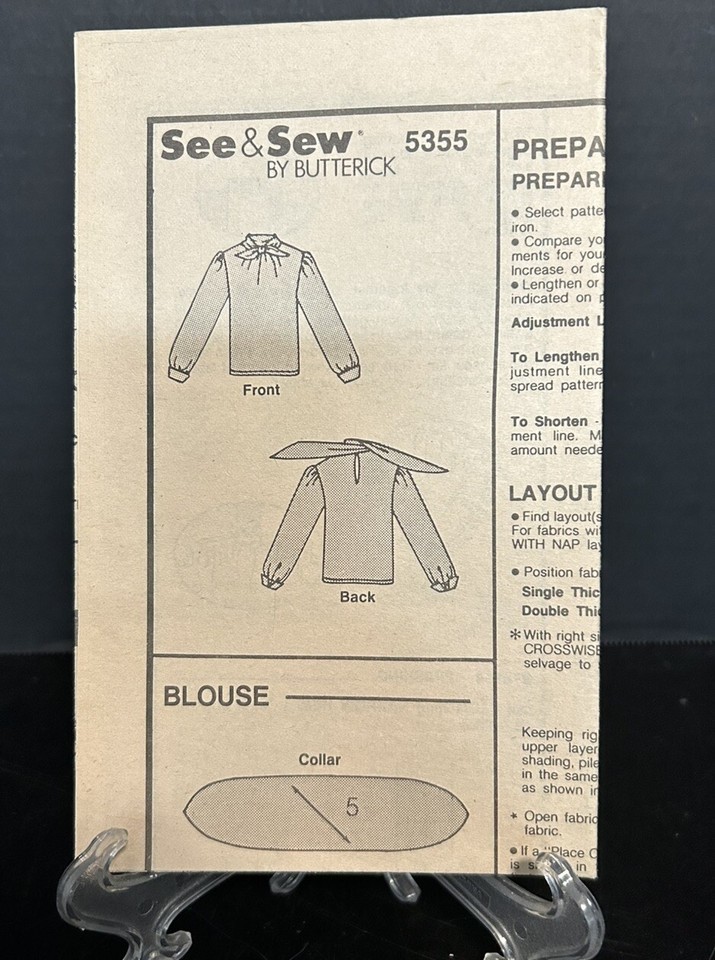 See & Sew® 5355
BY BUTTERICK
Front
Back
BLOUSE
Collar
5
PREPA
PREPARI
● Select patte
iron.
● Compare yo
ments for your
Increase or de
● Lengthen or
indicated on p
Adjustment L
To Lengthen
justment line
spread pattern
To Shorten -
ment line. M
amount neede
LAYOUT
● Find layout(s
For fabrics wi
WITH NAP lay
● Position fab
Single Thic
Double Thi
* With right si
CROSSWISE
selvage to
Keeping rig
upper layer
shading, pile
in the same
as shown in
* Open fabric
fabric.
● If a "Place O
is in